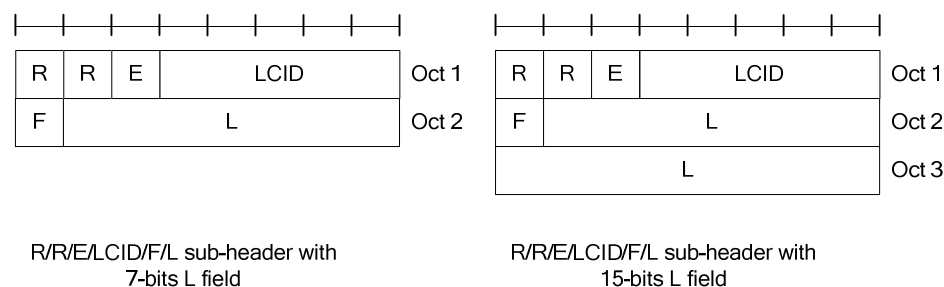 R R E LCID Oct 1
F L Oct 2
R/R/E/LCID/F/L sub-header with
7-bits L field
R R E LCID Oct 1
F L Oct 2
L Oct 3
R/R/E/LCID/F/L sub-header with
15-bits L field